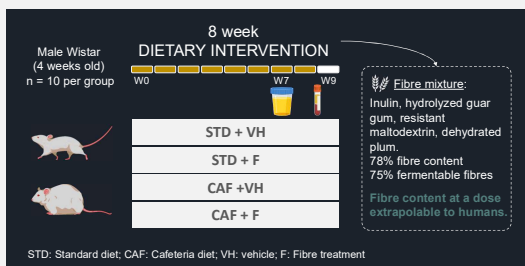 8 week
DIETARY INTERVENTION
Male Wistar
(4 weeks old)
n = 10 per group
W0
W7
W9
STD + VH
STD + F
CAF +VH
CAF + F
Fibre mixture:
Inulin, hydrolyzed guar
gum, resistant
maltodextrin, dehydrated
plum.
78% fibre content
75% fermentable fibres
Fibre content at a dose
extrapolable to humans.
STD: Standard diet; CAF: Cafeteria diet; VH: vehicle; F: Fibre treatment